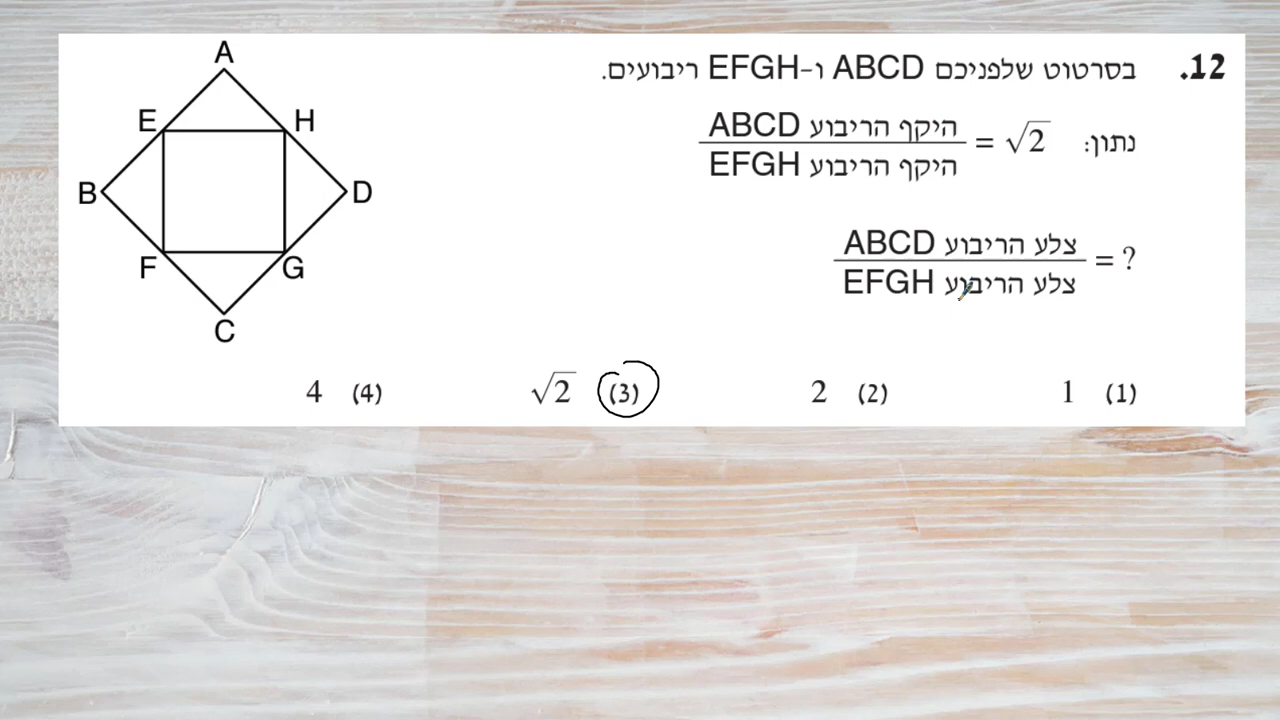 12. בסרטוט שלפניכם ABCD ו-EFGH ריבועים.
נתון: היקף הריבוע ABCD / היקף הריבוע EFGH = √2
צלע הריבוע ABCD / צלע הריבוע EFGH = ?
(1) 1 (2) 2 (3) √2 (4) 4
A
E H
B D
F G
C